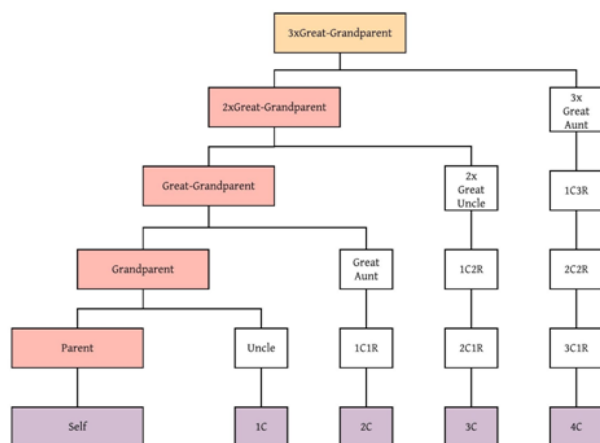 3xGreat-Grandparent
2xGreat-Grandparent
3x
Great
Aunt
Great-Grandparent
2x
Great
Uncle
1C3R
Grandparent
Great
Aunt
1C2R
2C2R
Parent
Uncle
1C1R
2C1R
3C1R
Self
1C
2C
3C
4C